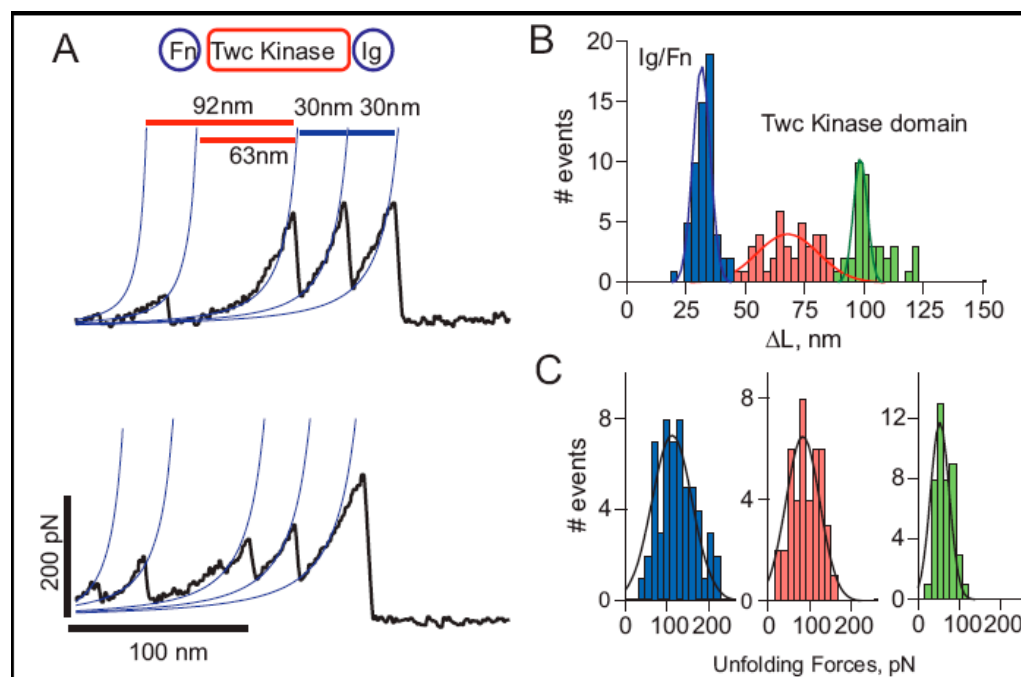 A
Fn Twc Kinase Ig
92nm 30nm 30nm
63nm
200 pN
100 nm
B
20
15
10
5
0
# events
Ig/Fn
Twc Kinase domain
0 25 50 75 100 125 150
ΔL, nm
C
# events
8
4
0
0 100 200
8
4
0
0 100 200
12
8
4
0
0 100 200
Unfolding Forces, pN